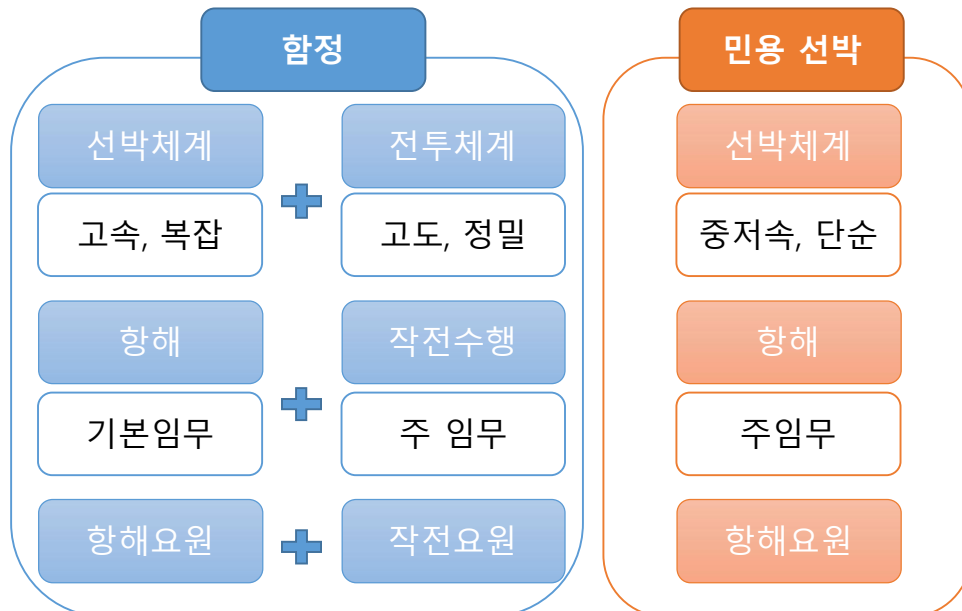 함정
민용 선박
선박체계
전투체계
선박체계
고속, 복잡
고도, 정밀
중저속, 단순
항해
작전수행
항해
기본임무
주 임무
주임무
항해요원
작전요원
항해요원